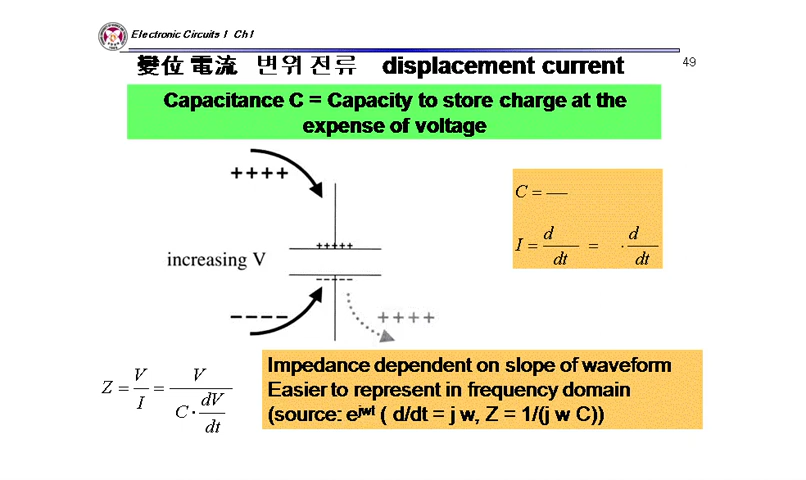 Electronic Circuits 1 Ch1
變位 電流 변위 전류 displacement current
49
Capacitance C = Capacity to store charge at the
expense of voltage
++++
+++++
increasing V
-----
----
++++
C = —
I = d/dt = · d/dt
Z = V/I = V/(C · dV/dt)
Impedance dependent on slope of waveform
Easier to represent in frequency domain
(source: e^jwt ( d/dt = j w, Z = 1/(j w C))